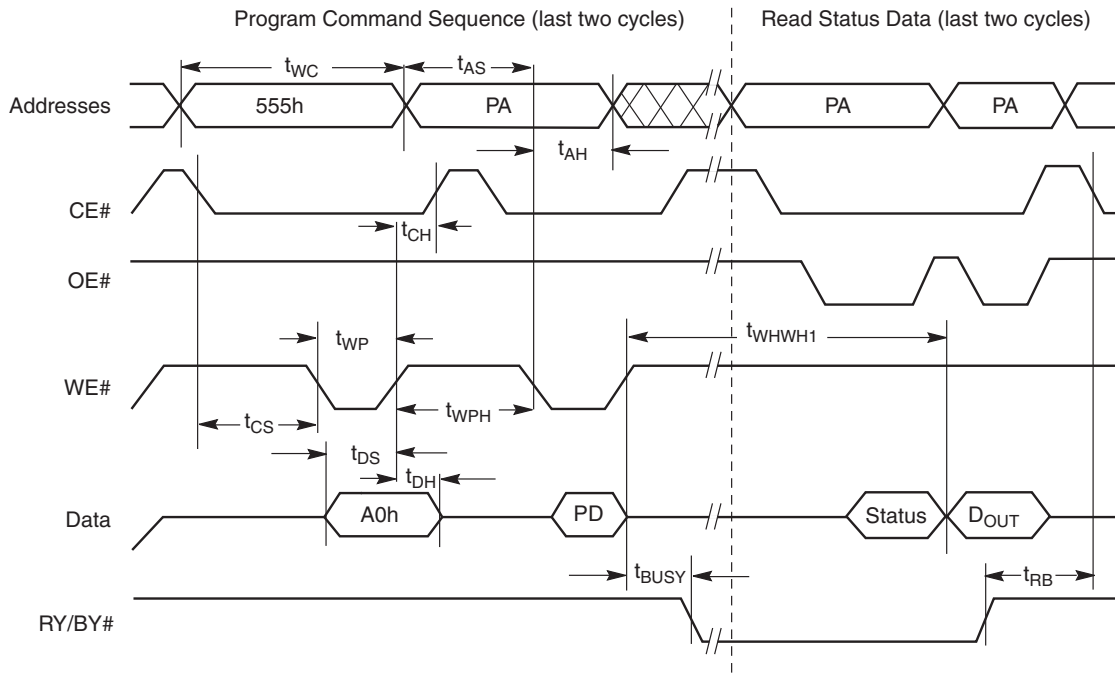 Program Command Sequence (last two cycles)
Read Status Data (last two cycles)
tWC
tAS
Addresses
555h
PA
PA
PA
tAH
CE#
tCH
OE#
tWP
tWHWH1
WE#
tCS
tWPH
tDS
tDH
Data
A0h
PD
Status
DOUT
tBUSY
tRB
RY/BY#